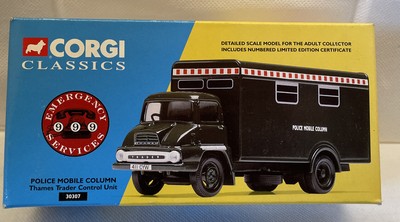 CORGI
CLASSICS
DETAILED SCALE MODEL FOR THE ADULT COLLECTOR
INCLUDES NUMBERED LIMITED EDITION CERTIFICATE
EMERGENCY
999
SERVICES
POLICE MOBILE COLUMN
POLICE MOBILE COLUMN
Thames Trader Control Unit
30307